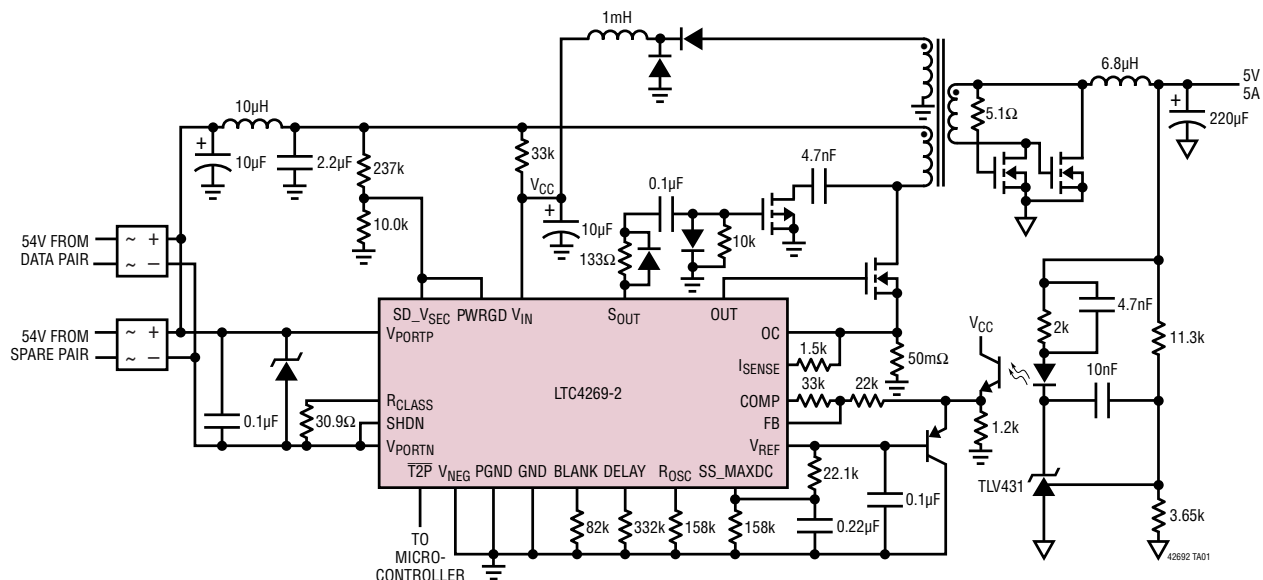 1mH
6.8µH
5V
5A
10µH
+
10µF
2.2µF
237k
33k
5.1Ω
+
220µF
4.7nF
VCC
0.1µF
10.0k
+
10µF
133Ω
10k
54V FROM
DATA PAIR
~ +
~ −
54V FROM
SPARE PAIR
~ +
~ −
SD_VSEC PWRGD VIN SOUT OUT
VPORTP
OC
ISENSE
1.5k
50mΩ
LTC4269-2
RCLASS
SHDN
VPORTN
0.1µF
30.9Ω
COMP
FB
VREF
33k
22k
VCC
1.2k
2k
4.7nF
11.3k
10nF
T2P VNEG PGND GND BLANK DELAY ROSC SS_MAXDC
22.1k
0.1µF
TLV431
82k
332k
158k
158k
0.22µF
3.65k
TO
MICRO-
CONTROLLER
42692 TA01